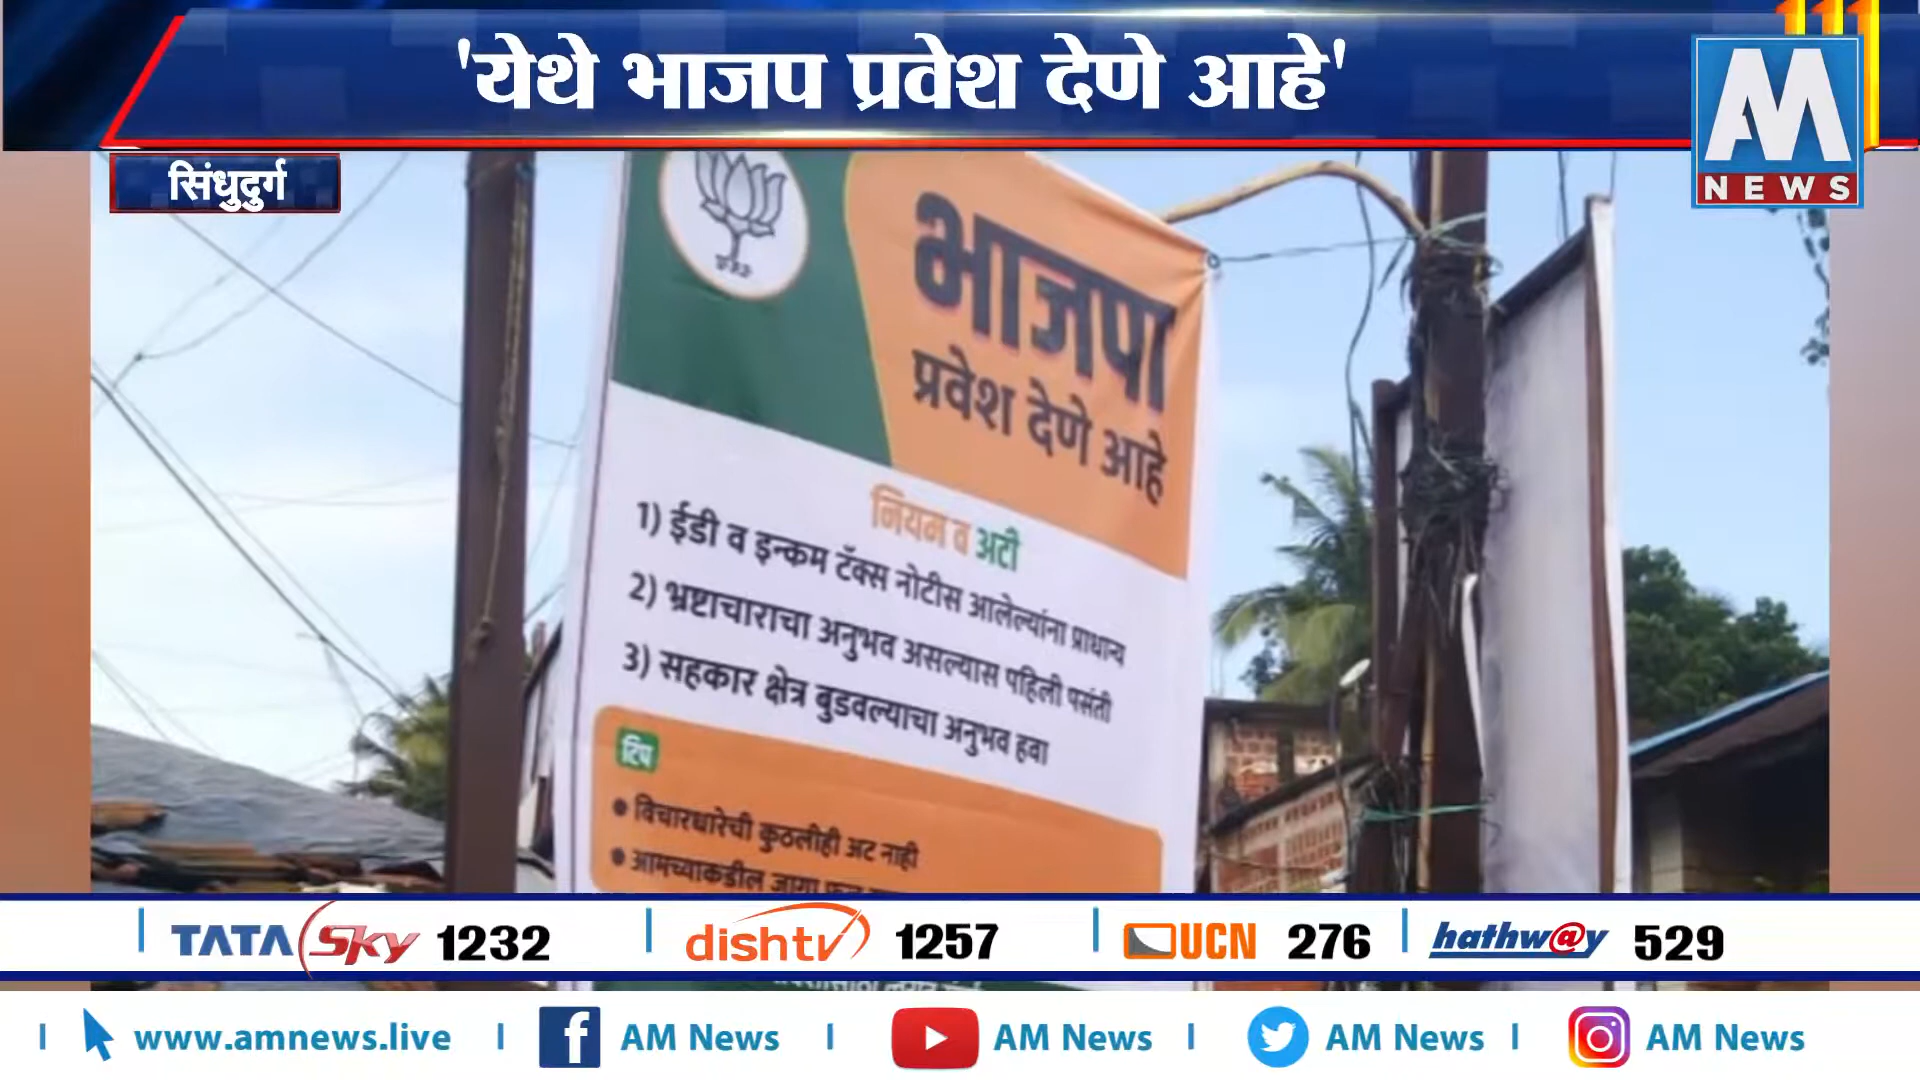 'येथे भाजप प्रवेश देणे आहे'
AM
NEWS
सिंधुदुर्ग
भाजपा
प्रवेश देणे आहे
नियम व अटी
1) ईडी व इन्कम टॅक्स नोटीस आलेल्यांना प्राधान्य
2) भ्रष्टाचाराचा अनुभव असल्यास पहिली पसंती
3) सहकार क्षेत्र बुडवल्याचा अनुभव हवा
टिप
● विचारधारेची कुठलीही अट नाही
● आमच्याकडील जागा
TATA Sky 1232 dishtv 1257 UCN 276 hathw@y 529
www.amnews.live AM News AM News AM News AM News